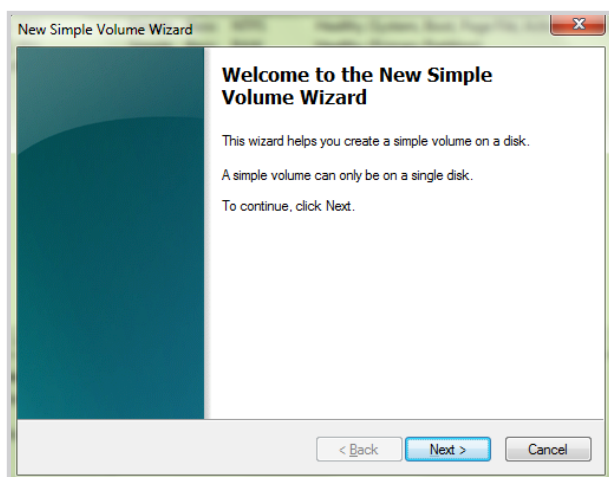 New Simple Volume Wizard
Welcome to the New Simple
Volume Wizard
This wizard helps you create a simple volume on a disk.
A simple volume can only be on a single disk.
To continue, click Next.
< Back
Next >
Cancel